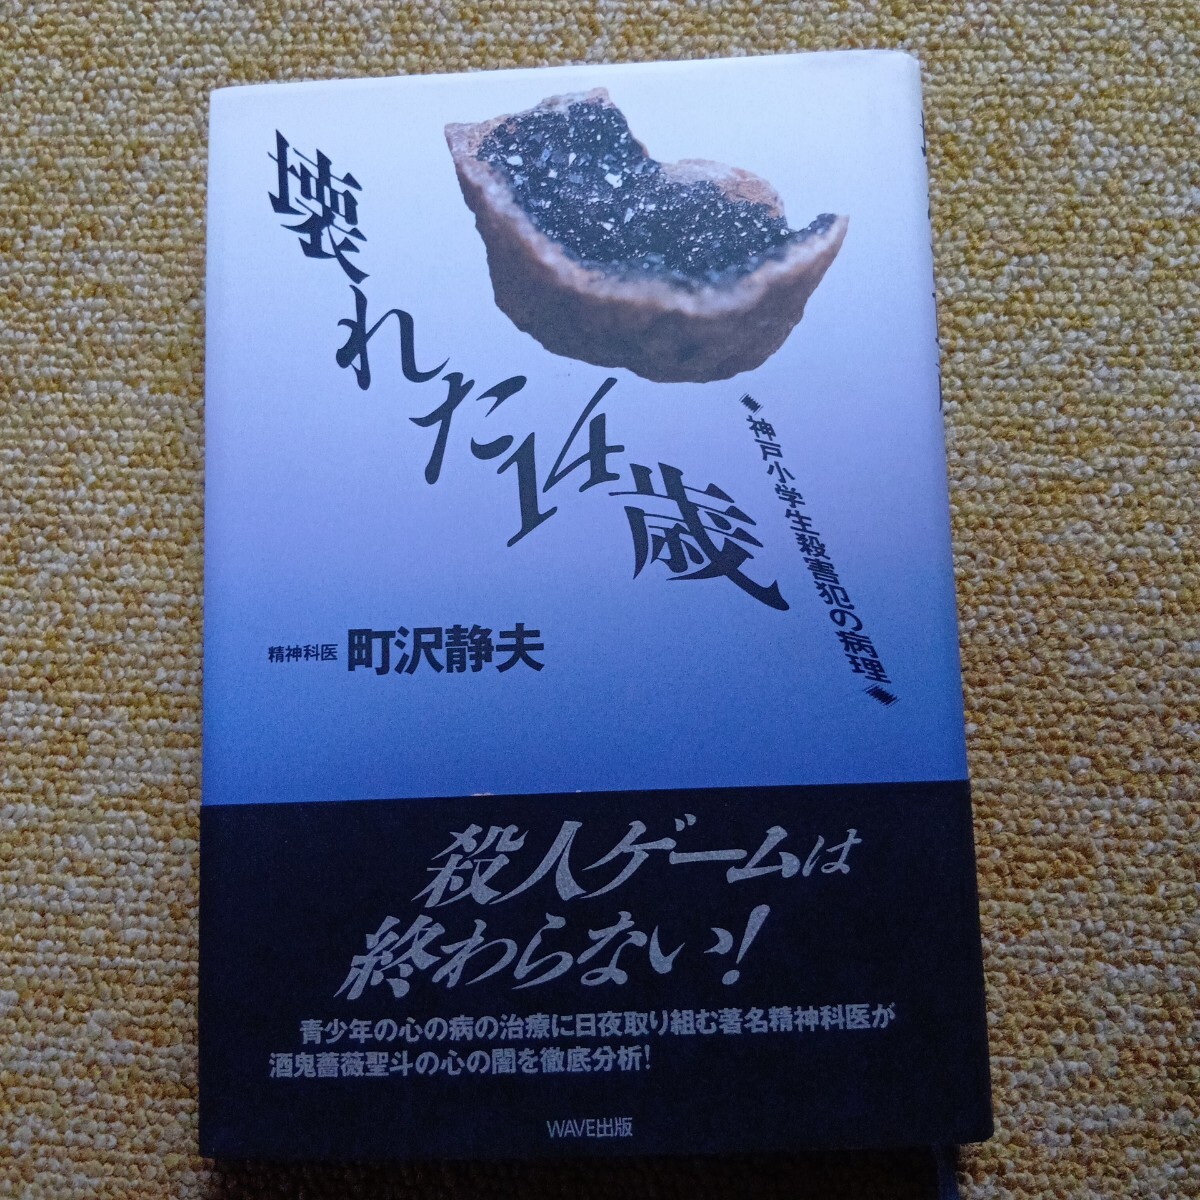 壊れた14歳
神戸小学生殺害犯の病理
精神科医 町沢静夫
殺人ゲームは
終わらない!
青少年の心の病の治療に日夜取り組む著名精神科医が
酒鬼薔薇聖斗の心の闇を徹底分析!
WAVE出版